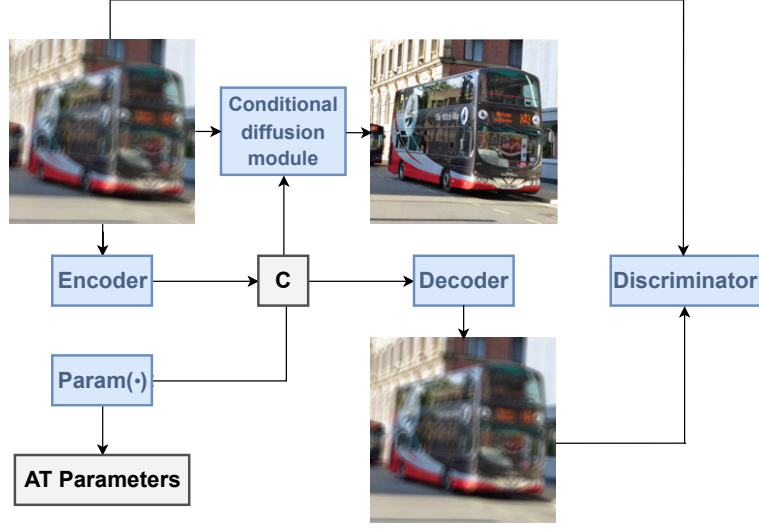 Conditional
diffusion
module
Encoder
C
Decoder
Discriminator
Param(·)
AT Parameters